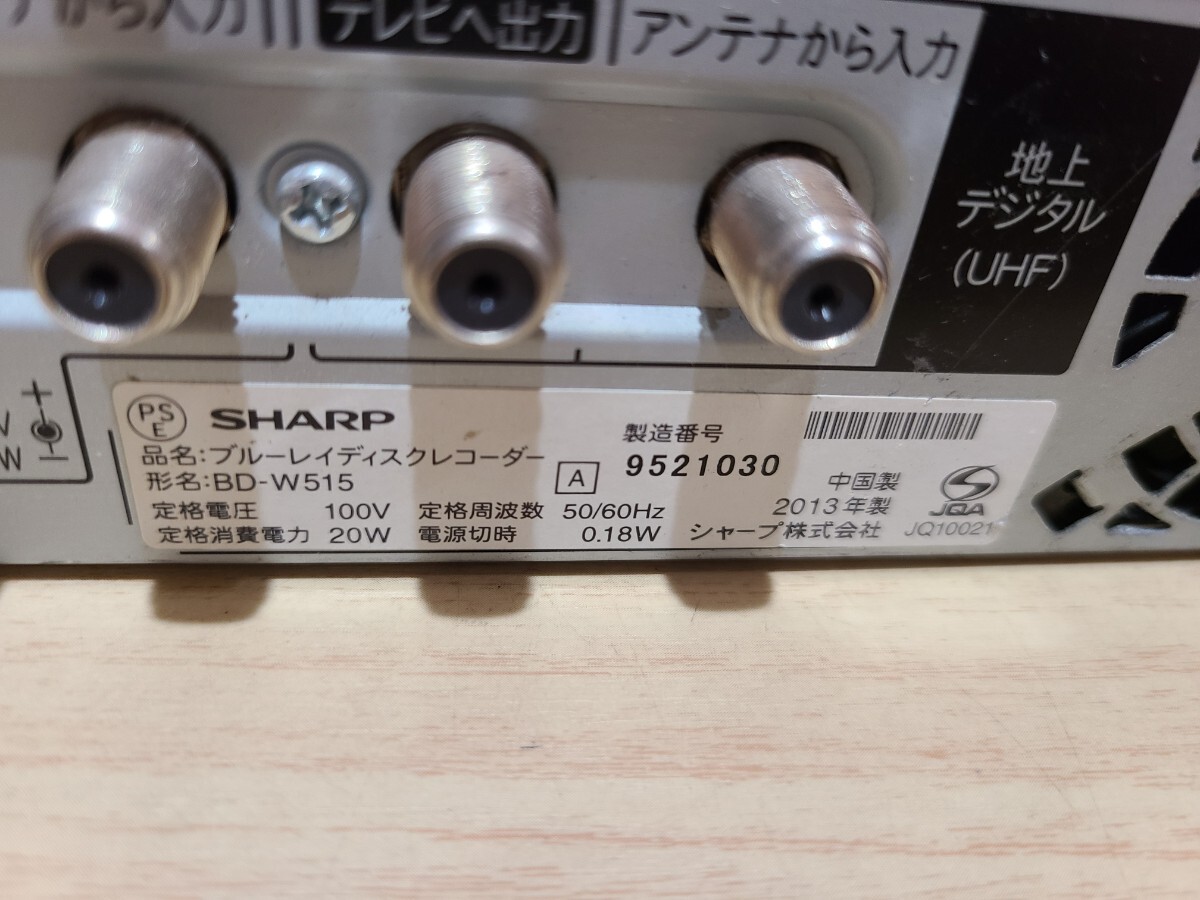 ナから入力
テレビへ出力
アンテナから入力
地上
デジタル
(UHF)
+
W
−
PS
E
SHARP
品名:ブルーレイディスクレコーダー
形名:BD-W515
A
製造番号
9521030
定格電圧 100V 定格周波数 50/60Hz
定格消費電力 20W 電源切時 0.18W
中国製
2013年製
シャープ株式会社
JQA
JQ10021